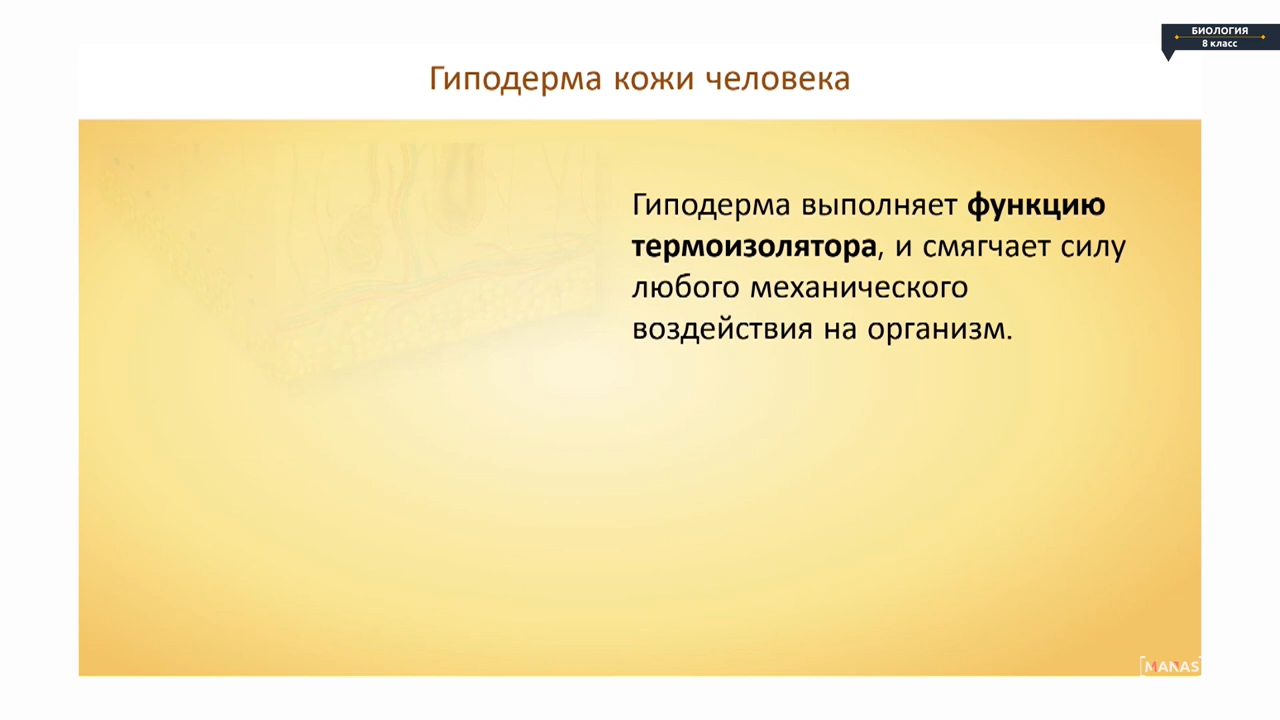 БИОЛОГИЯ
8 класс
Гиподерма кожи человека
Гиподерма выполняет функцию
термоизолятора, и смягчает силу
любого механического
воздействия на организм.
MANAS